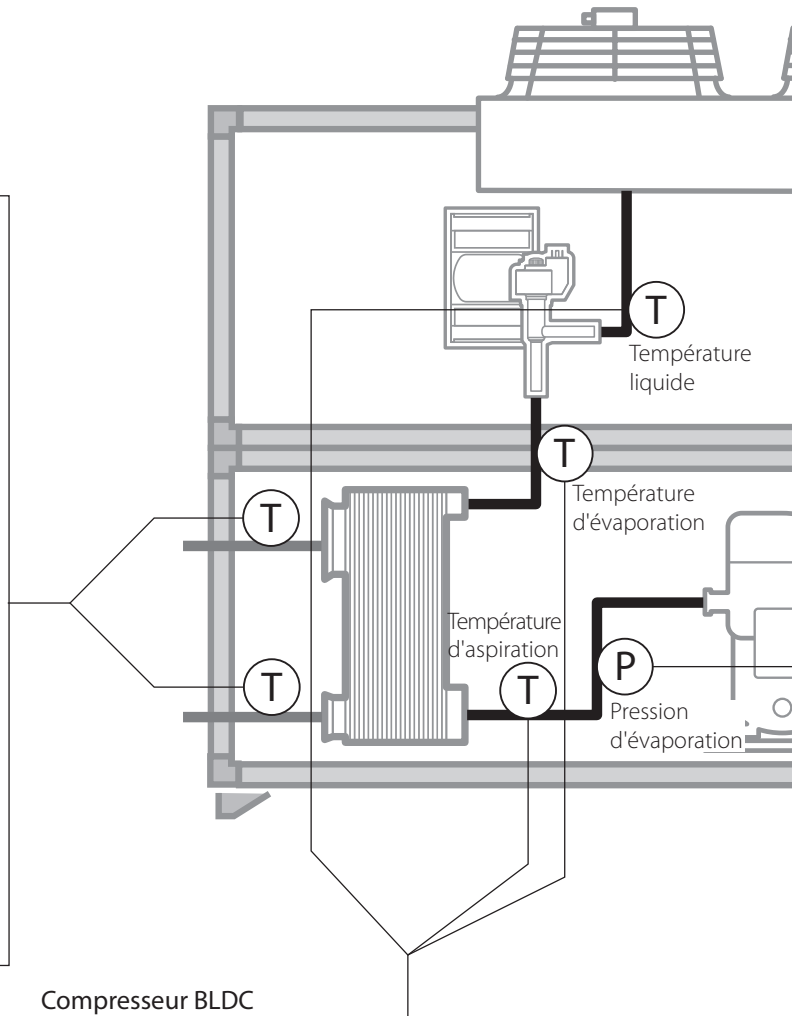 T
Température
liquide
T
Température
d'évaporation
T
Température
d'aspiration
T
P
Pression
d'évaporation
T
Compresseur BLDC